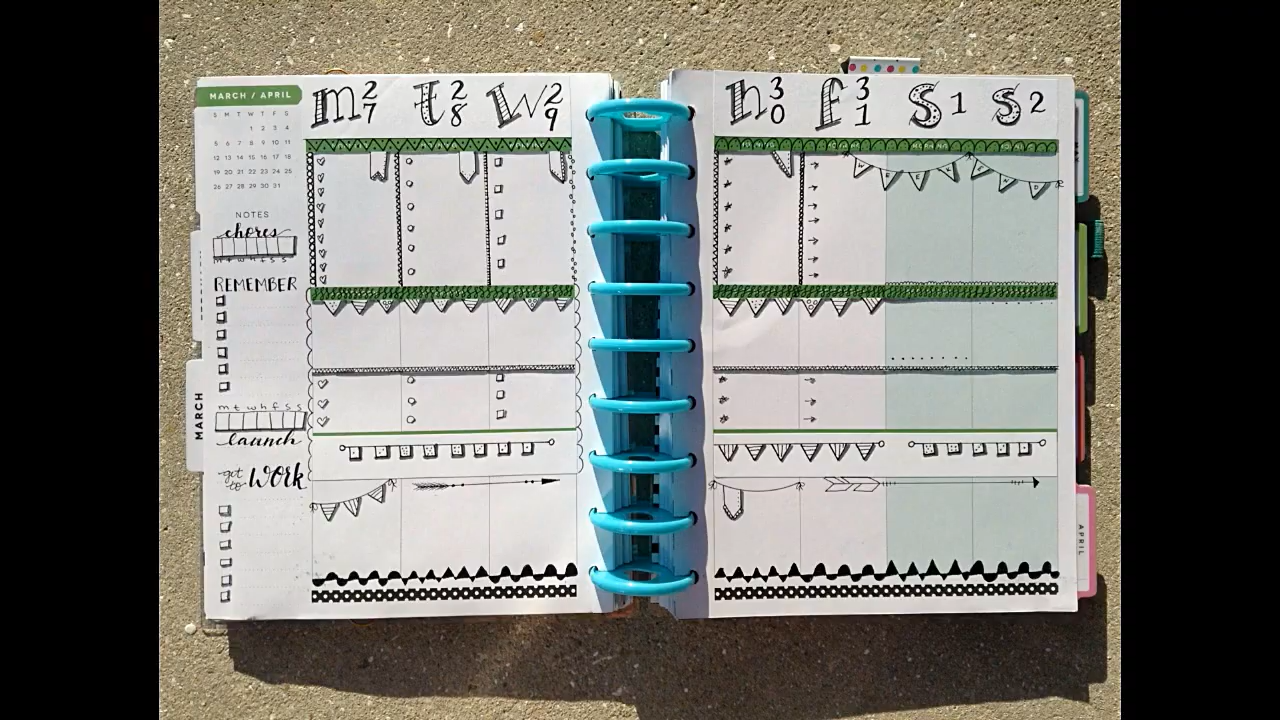 MARCH / APRIL
S M T W T F S
1 2 3 4
5 6 7 8 9 10 11
12 13 14 15 16 17 18
19 20 21 22 23 24 25
26 27 28 29 30 31
NOTES
chores
m t w h f s s
REMEMBER
m t w h f s s
launch
get to Work
MARCH
m 27 t 28 W 29
h 30 f 31 S 1 S 2
WEEKEND
APRIL